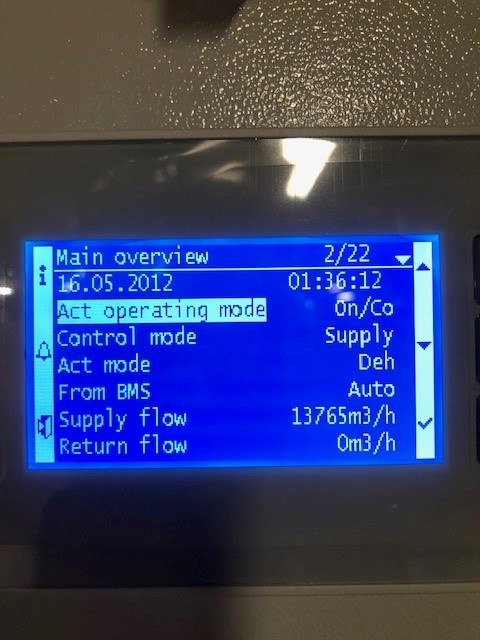 Main overview 2/22
16.05.2012 01:36:12
Act operating mode On/Co
Control mode Supply
Act mode Deh
From BMS Auto
Supply flow 13765m3/h
Return flow 0m3/h